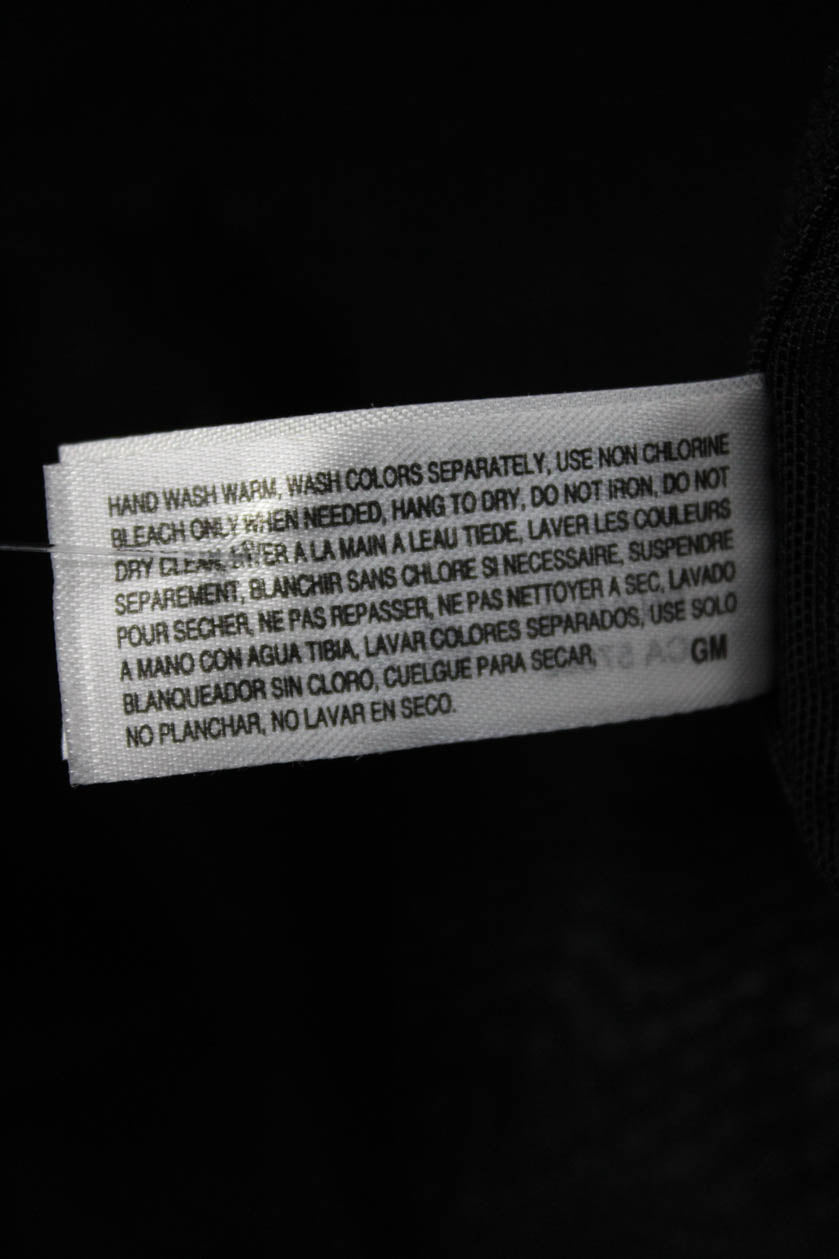 HAND WASH WARM, WASH COLORS SEPARATELY, USE NON CHLORINE
BLEACH ONLY WHEN NEEDED, HANG TO DRY, DO NOT IRON, DO NOT
DRY CLEAN, LAVER A LA MAIN A LEAU TIEDE, LAVER LES COULEURS
SEPAREMENT, BLANCHIR SANS CHLORE SI NECESSAIRE, SUSPENDRE
POUR SECHER, NE PAS REPASSER, NE PAS NETTOYER A SEC, LAVADO
A MANO CON AGUA TIBIA, LAVAR COLORES SEPARADOS, USE SOLO
BLANQUEADOR SIN CLORO, CUELGUE PARA SECAR, GM
NO PLANCHAR, NO LAVAR EN SECO.